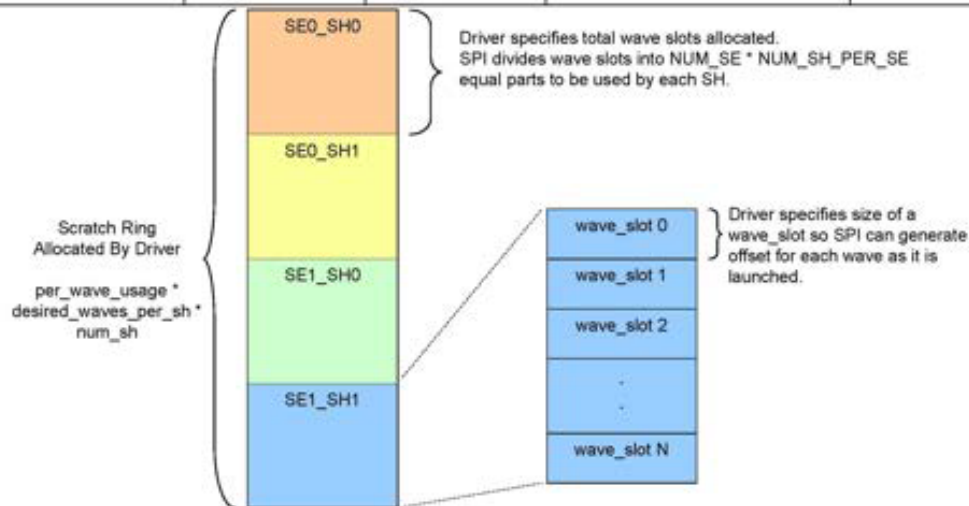 SE0_SH0
Driver specifies total wave slots allocated.
SPI divides wave slots into NUM_SE * NUM_SH_PER_SE
equal parts to be used by each SH.
SE0_SH1
Scratch Ring
Allocated By Driver
per_wave_usage *
desired_waves_per_sh *
num_sh
wave_slot 0
Driver specifies size of a
wave_slot so SPI can generate
offset for each wave as it is
launched.
SE1_SH0
wave_slot 1
wave_slot 2
.
.
SE1_SH1
wave_slot N